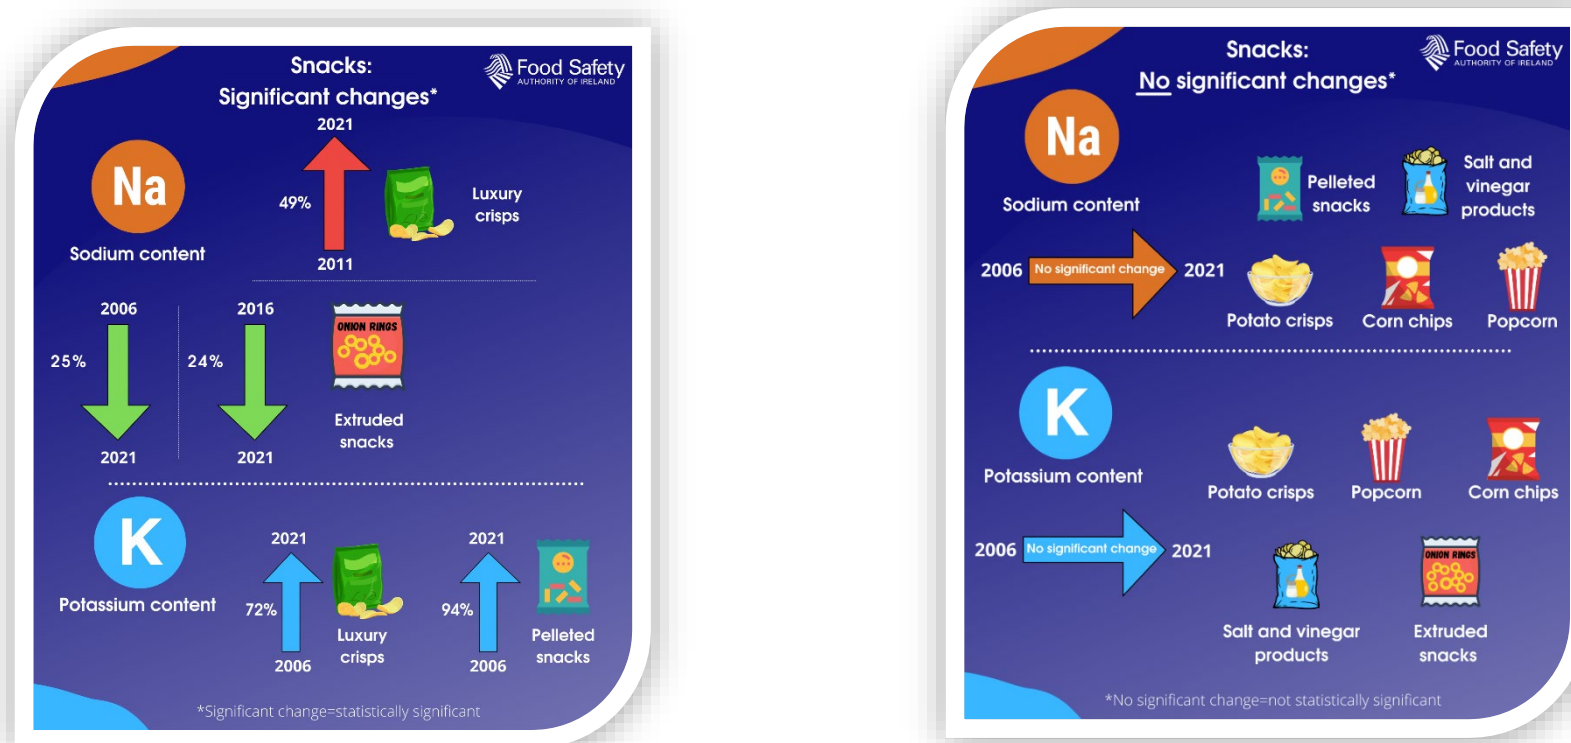 Snacks:
Significant changes*
Food Safety
AUTHORITY OF IRELAND
Na
Sodium content
2021
49%
2011
Luxury
crisps
2006
25%
2021
2016
24%
2021
ONION RINGS
Extruded
snacks
K
Potassium content
2021
72%
2006
Luxury
crisps
2021
94%
2006
Pelleted
snacks
*Significant change=statistically significant
Snacks:
No significant changes*
Food Safety
AUTHORITY OF IRELAND
Na
Sodium content
Pelleted
snacks
Salt and
vinegar
products
2006 No significant change 2021
Potato crisps
Corn chips
Popcorn
K
Potassium content
Potato crisps
Popcorn
Corn chips
2006 No significant change 2021
ONION RINGS
Salt and vinegar
products
Extruded
snacks
*No significant change=not statistically significant